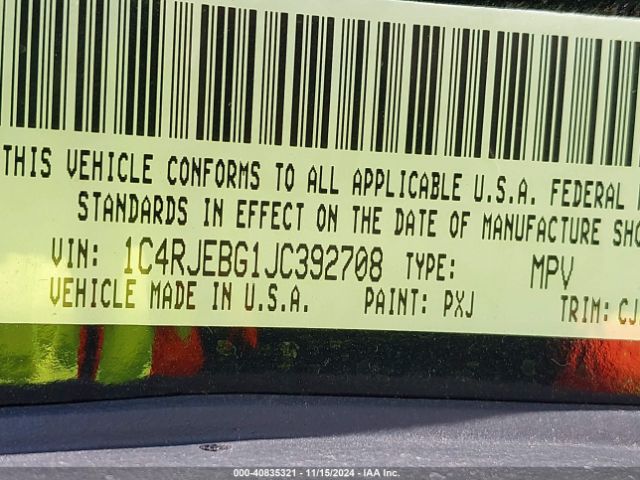 THIS VEHICLE CONFORMS TO ALL APPLICABLE U.S.A. FEDERAL
STANDARDS IN EFFECT ON THE DATE OF MANUFACTURE
VIN: 1C4RJEBG1JC392708 TYPE: MPV
VEHICLE MADE IN U.S.A. PAINT: PXJ TRIM: CJ
000-40835321 - 11/15/2024 - IAA Inc.